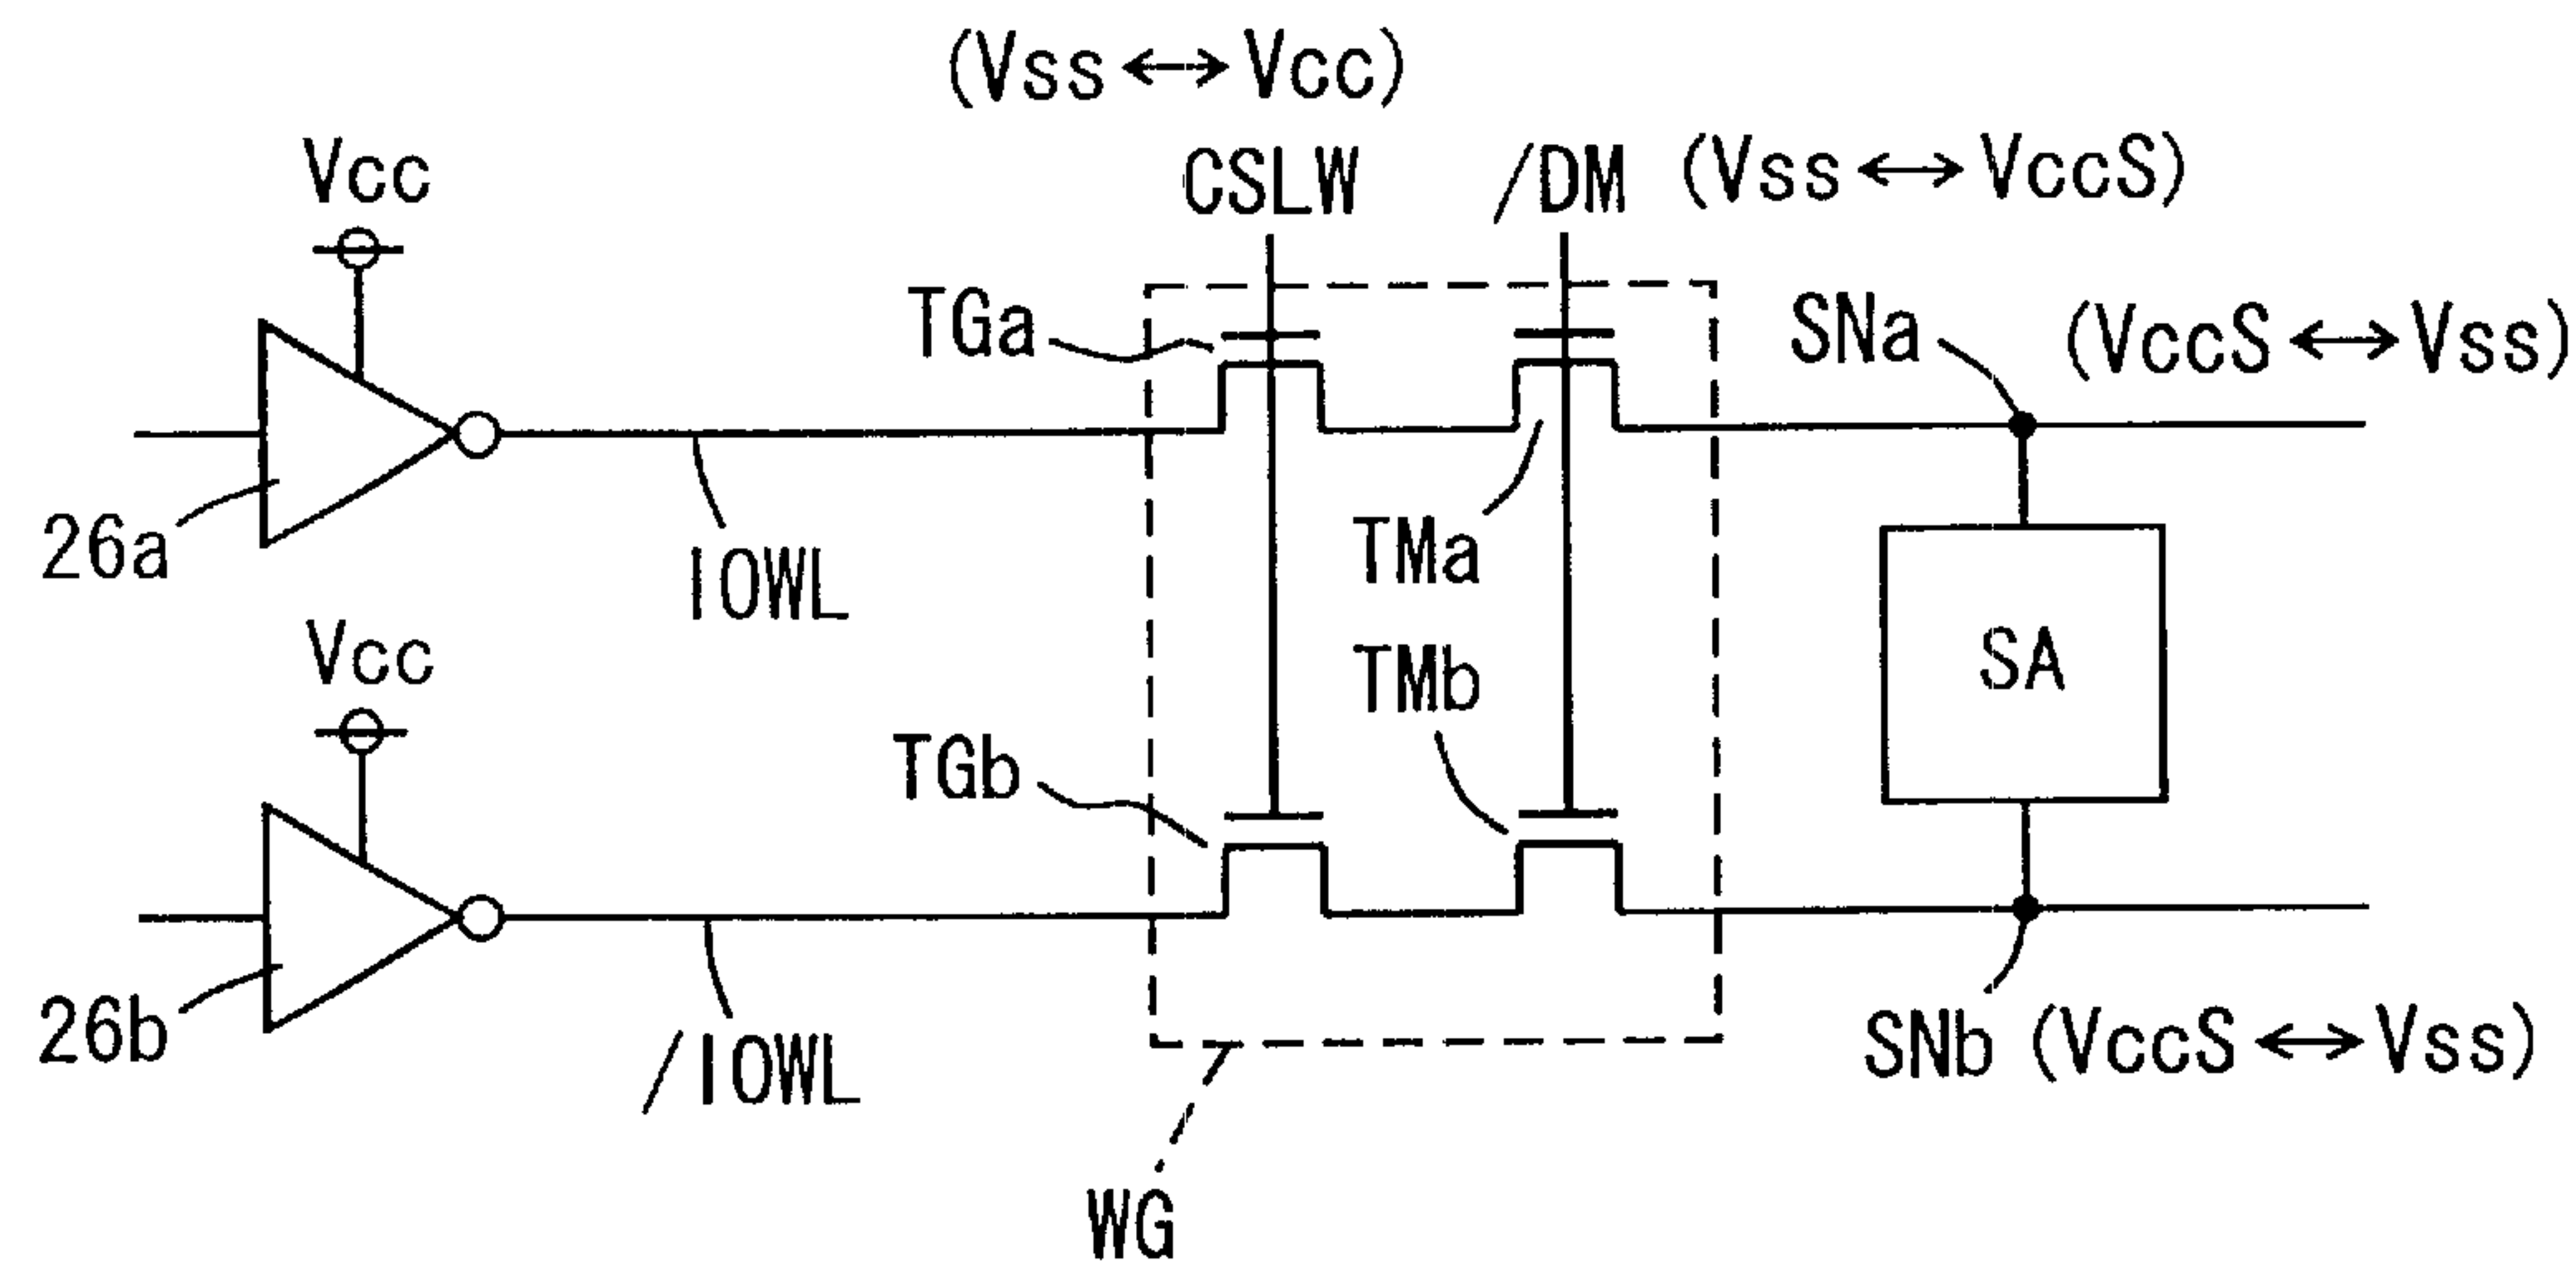 (Vss ↔ Vcc)
Vcc
CSLW
/DM
(Vss ↔ VccS)
TGa
SNa
(VccS ↔ Vss)
26a
IOWL
TMa
SA
Vcc
TMb
TGb
26b
/IOWL
SNb (VccS ↔ Vss)
WG